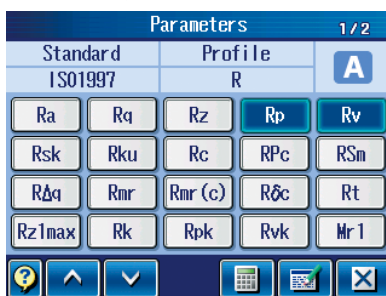 Parameters 1/2
Standard Profile
ISO1997 R A
Ra Rq Rz Rp Rv
Rsk Rku Rc RPc RSm
RΔq Rmr Rmr(c) Rδc Rt
Rz1max Rk Rpk Rvk Mr1
?